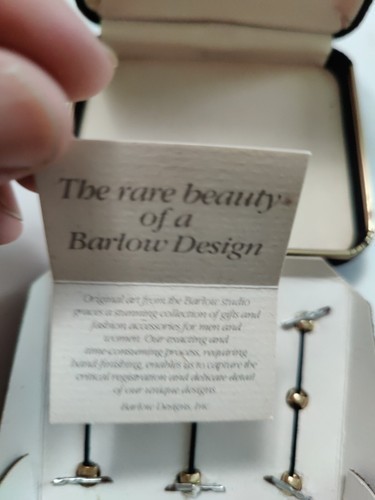 The rare beauty
of a
Barlow Design
Original art from the Barlow studio
graces a stunning collection of gifts and
fashion accessories for men and
women. Our exacting and
time-consuming process, requiring
hand finishing, enables us to capture the
critical registration and delicate detail
of our unique designs.
Barlow Designs, Inc.